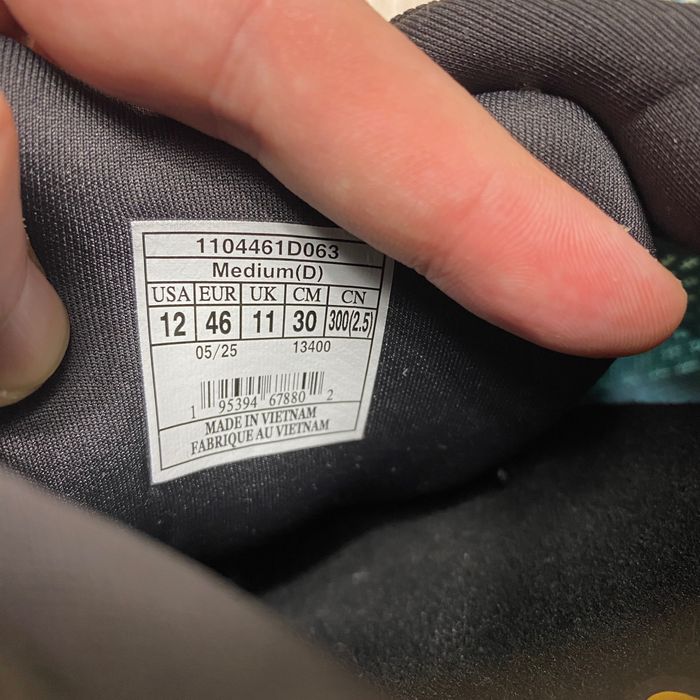 1104461D063
Medium(D)
USA EUR UK CM CN
12 46 11 30 300(2.5)
05/25 13400
1 95394 67880 2
MADE IN VIETNAM
FABRIQUE AU VIETNAM